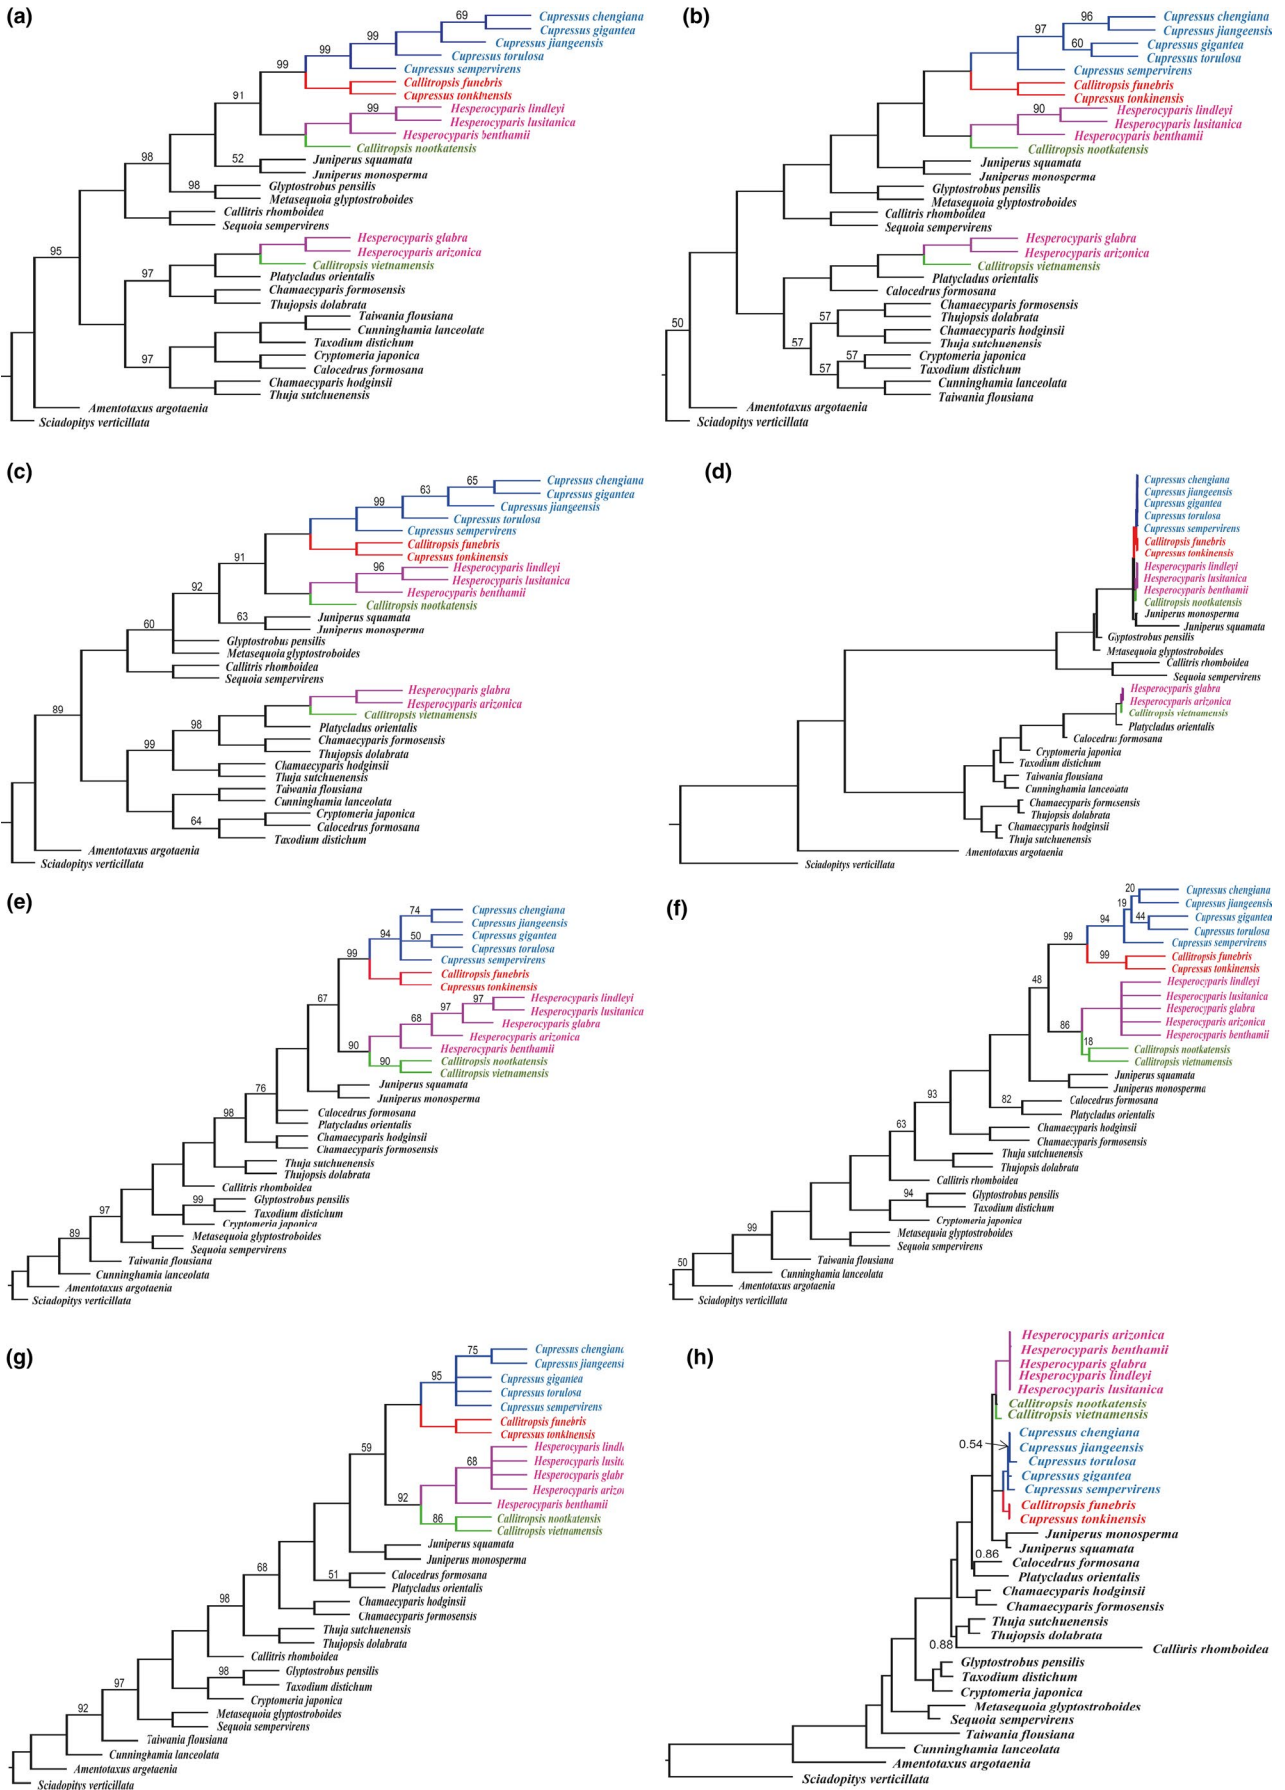 (a)
69
Cupressus chengiana
Cupressus gigantea
99
Cupressus jiangeensis
99
Cupressus torulosa
99
Cupressus sempervirens
Callitropsis funebris
Cupressus tonkinensis
91
99
Hesperocyparis lindleyi
Hesperocyparis lusitanica
Hesperocyparis benthamii
Callitropsis nootkatensis
98
52
Juniperus squamata
Juniperus monosperma
98
Glyptostrobus pensilis
Metasequoia glyptostroboides
Callitris rhomboidea
Sequoia sempervirens
95
Hesperocyparis glabra
Hesperocyparis arizonica
Callitropsis vietnamensis
97
Platycladus orientalis
Chamaecyparis formosensis
Thujopsis dolabrata
Taiwania flousiana
Cunninghamia lanceolate
Taxodium distichum
97
Cryptomeria japonica
Calocedrus formosana
Chamaecyparis hodginsii
Thuja sutchuenensis
Amentotaxus argotaenia
Sciadopitys verticillata
(b)
96
Cupressus chengiana
Cupressus jiangeensis
97
60
Cupressus gigantea
Cupressus torulosa
Cupressus sempervirens
Callitropsis funebris
Cupressus tonkinensis
90
Hesperocyparis lindleyi
Hesperocyparis lusitanica
Hesperocyparis benthamii
Callitropsis nootkatensis
Juniperus squamata
Juniperus monosperma
Glyptostrobus pensilis
Metasequoia glyptostroboides
Callitris rhomboidea
Sequoia sempervirens
Hesperocyparis glabra
Hesperocyparis arizonica
Callitropsis vietnamensis
Platycladus orientalis
Calocedrus formosana
50
57
Chamaecyparis formosensis
Thujopsis dolabrata
Chamaecyparis hodginsii
Thuja sutchuenensis
57
57
57
Cryptomeria japonica
Taxodium distichum
Cunninghamia lanceolata
Taiwania flousiana
Amentotaxus argotaenia
Sciadopitys verticillata
(c)
65
Cupressus chengiana
Cupressus gigantea
63
Cupressus jiangeensis
99
Cupressus torulosa
Cupressus sempervirens
Callitropsis funebris
Cupressus tonkinensis
91
96
Hesperocyparis lindleyi
Hesperocyparis lusitanica
Hesperocyparis benthamii
Callitropsis nootkatensis
92
63
Juniperus squamata
Juniperus monosperma
60
Glyptostrobus pensilis
Metasequoia glyptostroboides
Callitris rhomboidea
Sequoia sempervirens
89
Hesperocyparis glabra
Hesperocyparis arizonica
Callitropsis vietnamensis
98
Platycladus orientalis
Chamaecyparis formosensis
Thujopsis dolabrata
99
Chamaecyparis hodginsii
Thuja sutchuenensis
Taiwania flousiana
Cunninghamia lanceolata
64
Cryptomeria japonica
Calocedrus formosana
Taxodium distichum
Amentotaxus argotaenia
Sciadopitys verticillata
(d)
Cupressus chengiana
Cupressus jiangeensis
Cupressus gigantea
Cupressus torulosa
Cupressus sempervirens
Callitropsis funebris
Cupressus tonkinensis
Hesperocyparis lindleyi
Hesperocyparis lusitanica
Hesperocyparis benthamii
Callitropsis nootkatensis
Juniperus monosperma
Juniperus squamata
Glyptostrobus pensilis
Metasequoia glyptostroboides
Callitris rhomboidea
Sequoia sempervirens
Hesperocyparis glabra
Hesperocyparis arizonica
Callitropsis vietnamensis
Platycladus orientalis
Calocedrus formosana
Cryptomeria japonica
Taxodium distichum
Taiwania flousiana
Cunninghamia lanceolata
Chamaecyparis formosensis
Thujopsis dolabrata
Chamaecyparis hodginsii
Thuja sutchuenensis
Amentotaxus argotaenia
Sciadopitys verticillata
(e)
74
Cupressus chengiana
Cupressus jiangeensis
94
50
Cupressus gigantea
Cupressus torulosa
99
Cupressus sempervirens
Callitropsis funebris
Cupressus tonkinensis
67
97
97
Hesperocyparis lindleyi
Hesperocyparis lusitanica
68
Hesperocyparis glabra
Hesperocyparis arizonica
90
Hesperocyparis benthamii
90
Callitropsis nootkatensis
Callitropsis vietnamensis
76
Juniperus squamata
Juniperus monosperma
98
Calocedrus formosana
Platycladus orientalis
Chamaecyparis hodginsii
Chamaecyparis formosensis
Thuja sutchuenensis
Thujopsis dolabrata
Callitris rhomboidea
99
Glyptostrobus pensilis
Taxodium distichum
97
Cryptomeria japonica
89
Metasequoia glyptostroboides
Sequoia sempervirens
Taiwania flousiana
Cunninghamia lanceolata
Amentotaxus argotaenia
Sciadopitys verticillata
(f)
20
Cupressus chengiana
19
Cupressus jiangeensis
94
44
Cupressus gigantea
Cupressus torulosa
99
Cupressus sempervirens
99
Callitropsis funebris
Cupressus tonkinensis
48
Hesperocyparis lindleyi
Hesperocyparis lusitanica
Hesperocyparis glabra
86
Hesperocyparis arizonica
Hesperocyparis benthamii
18
Callitropsis nootkatensis
Callitropsis vietnamensis
Juniperus squamata
Juniperus monosperma
93
82
Calocedrus formosana
Platycladus orientalis
63
Chamaecyparis hodginsii
Chamaecyparis formosensis
Thuja sutchuenensis
Thujopsis dolabrata
Callitris rhomboidea
94
Glyptostrobus pensilis
Taxodium distichum
Cryptomeria japonica
99
Metasequoia glyptostroboides
Sequoia sempervirens
50
Taiwania flousiana
Cunninghamia lanceolata
Amentotaxus argotaenia
Sciadopitys verticillata
(g)
75
Cupressus chengiana
Cupressus jiangeensi
95
Cupressus gigantea
Cupressus torulosa
Cupressus sempervirens
Callitropsis funebris
Cupressus tonkinensis
59
Hesperocyparis lindl
68
Hesperocyparis lusita
Hesperocyparis glabr
Hesperocyparis arizo
92
Hesperocyparis benthamii
86
Callitropsis nootkatensis
Callitropsis vietnamensis
Juniperus squamata
Juniperus monosperma
68
51
Calocedrus formosana
Platycladus orientalis
98
Chamaecyparis hodginsii
Chamaecyparis formosensis
Thuja sutchuenensis
Thujopsis dolabrata
Callitris rhomboidea
98
Glyptostrobus pensilis
Taxodium distichum
97
Cryptomeria japonica
92
Metasequoia glyptostroboides
Sequoia sempervirens
Taiwania flousiana
Cunninghamia lanceolata
Amentotaxus argotaenia
Sciadopitys verticillata
(h)
Hesperocyparis arizonica
Hesperocyparis benthamii
Hesperocyparis glabra
Hesperocyparis lindleyi
Hesperocyparis lusitanica
Callitropsis nootkatensis
Callitropsis vietnamensis
Cupressus chengiana
0.54
Cupressus jiangeensis
Cupressus torulosa
Cupressus gigantea
Cupressus sempervirens
Callitropsis funebris
Cupressus tonkinensis
Juniperus monosperma
Juniperus squamata
0.86
Calocedrus formosana
Platycladus orientalis
Chamaecyparis hodginsii
Chamaecyparis formosensis
Thuja sutchuenensis
Thujopsis dolabrata
0.88
Callitris rhomboidea
Glyptostrobus pensilis
Taxodium distichum
Cryptomeria japonica
Metasequoia glyptostroboides
Sequoia sempervirens
Taiwania flousiana
Cunninghamia lanceolata
Amentotaxus argotaenia
Sciadopitys verticillata